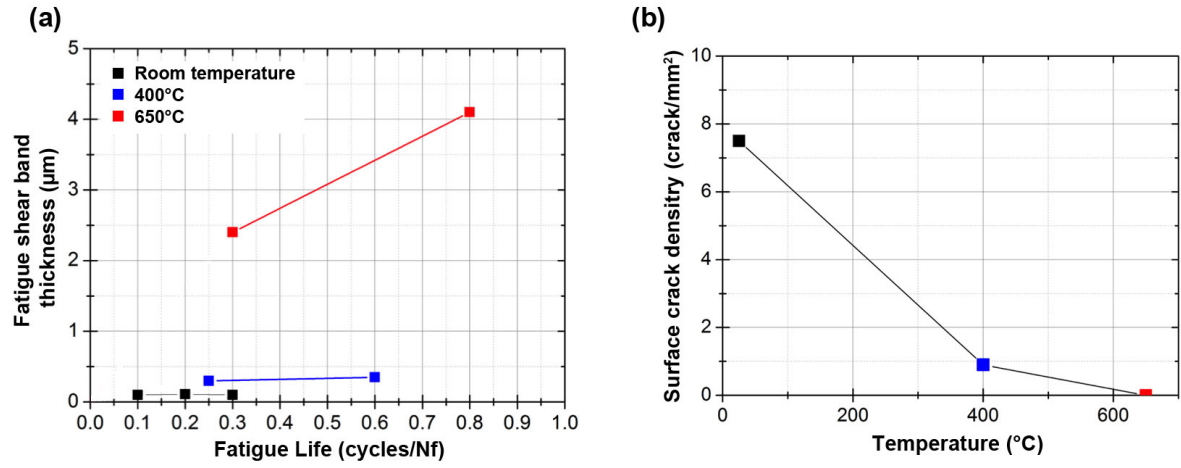 (a)
5
4
3
2
1
0
Fatigue shear band
thicknesss (μm)
Room temperature
400°C
650°C
0.0 0.1 0.2 0.3 0.4 0.5 0.6 0.7 0.8 0.9 1.0
Fatigue Life (cycles/Nf)
(b)
10
8
6
4
2
0
Surface crack densitry (crack/mm²)
0 200 400 600
Temperature (°C)